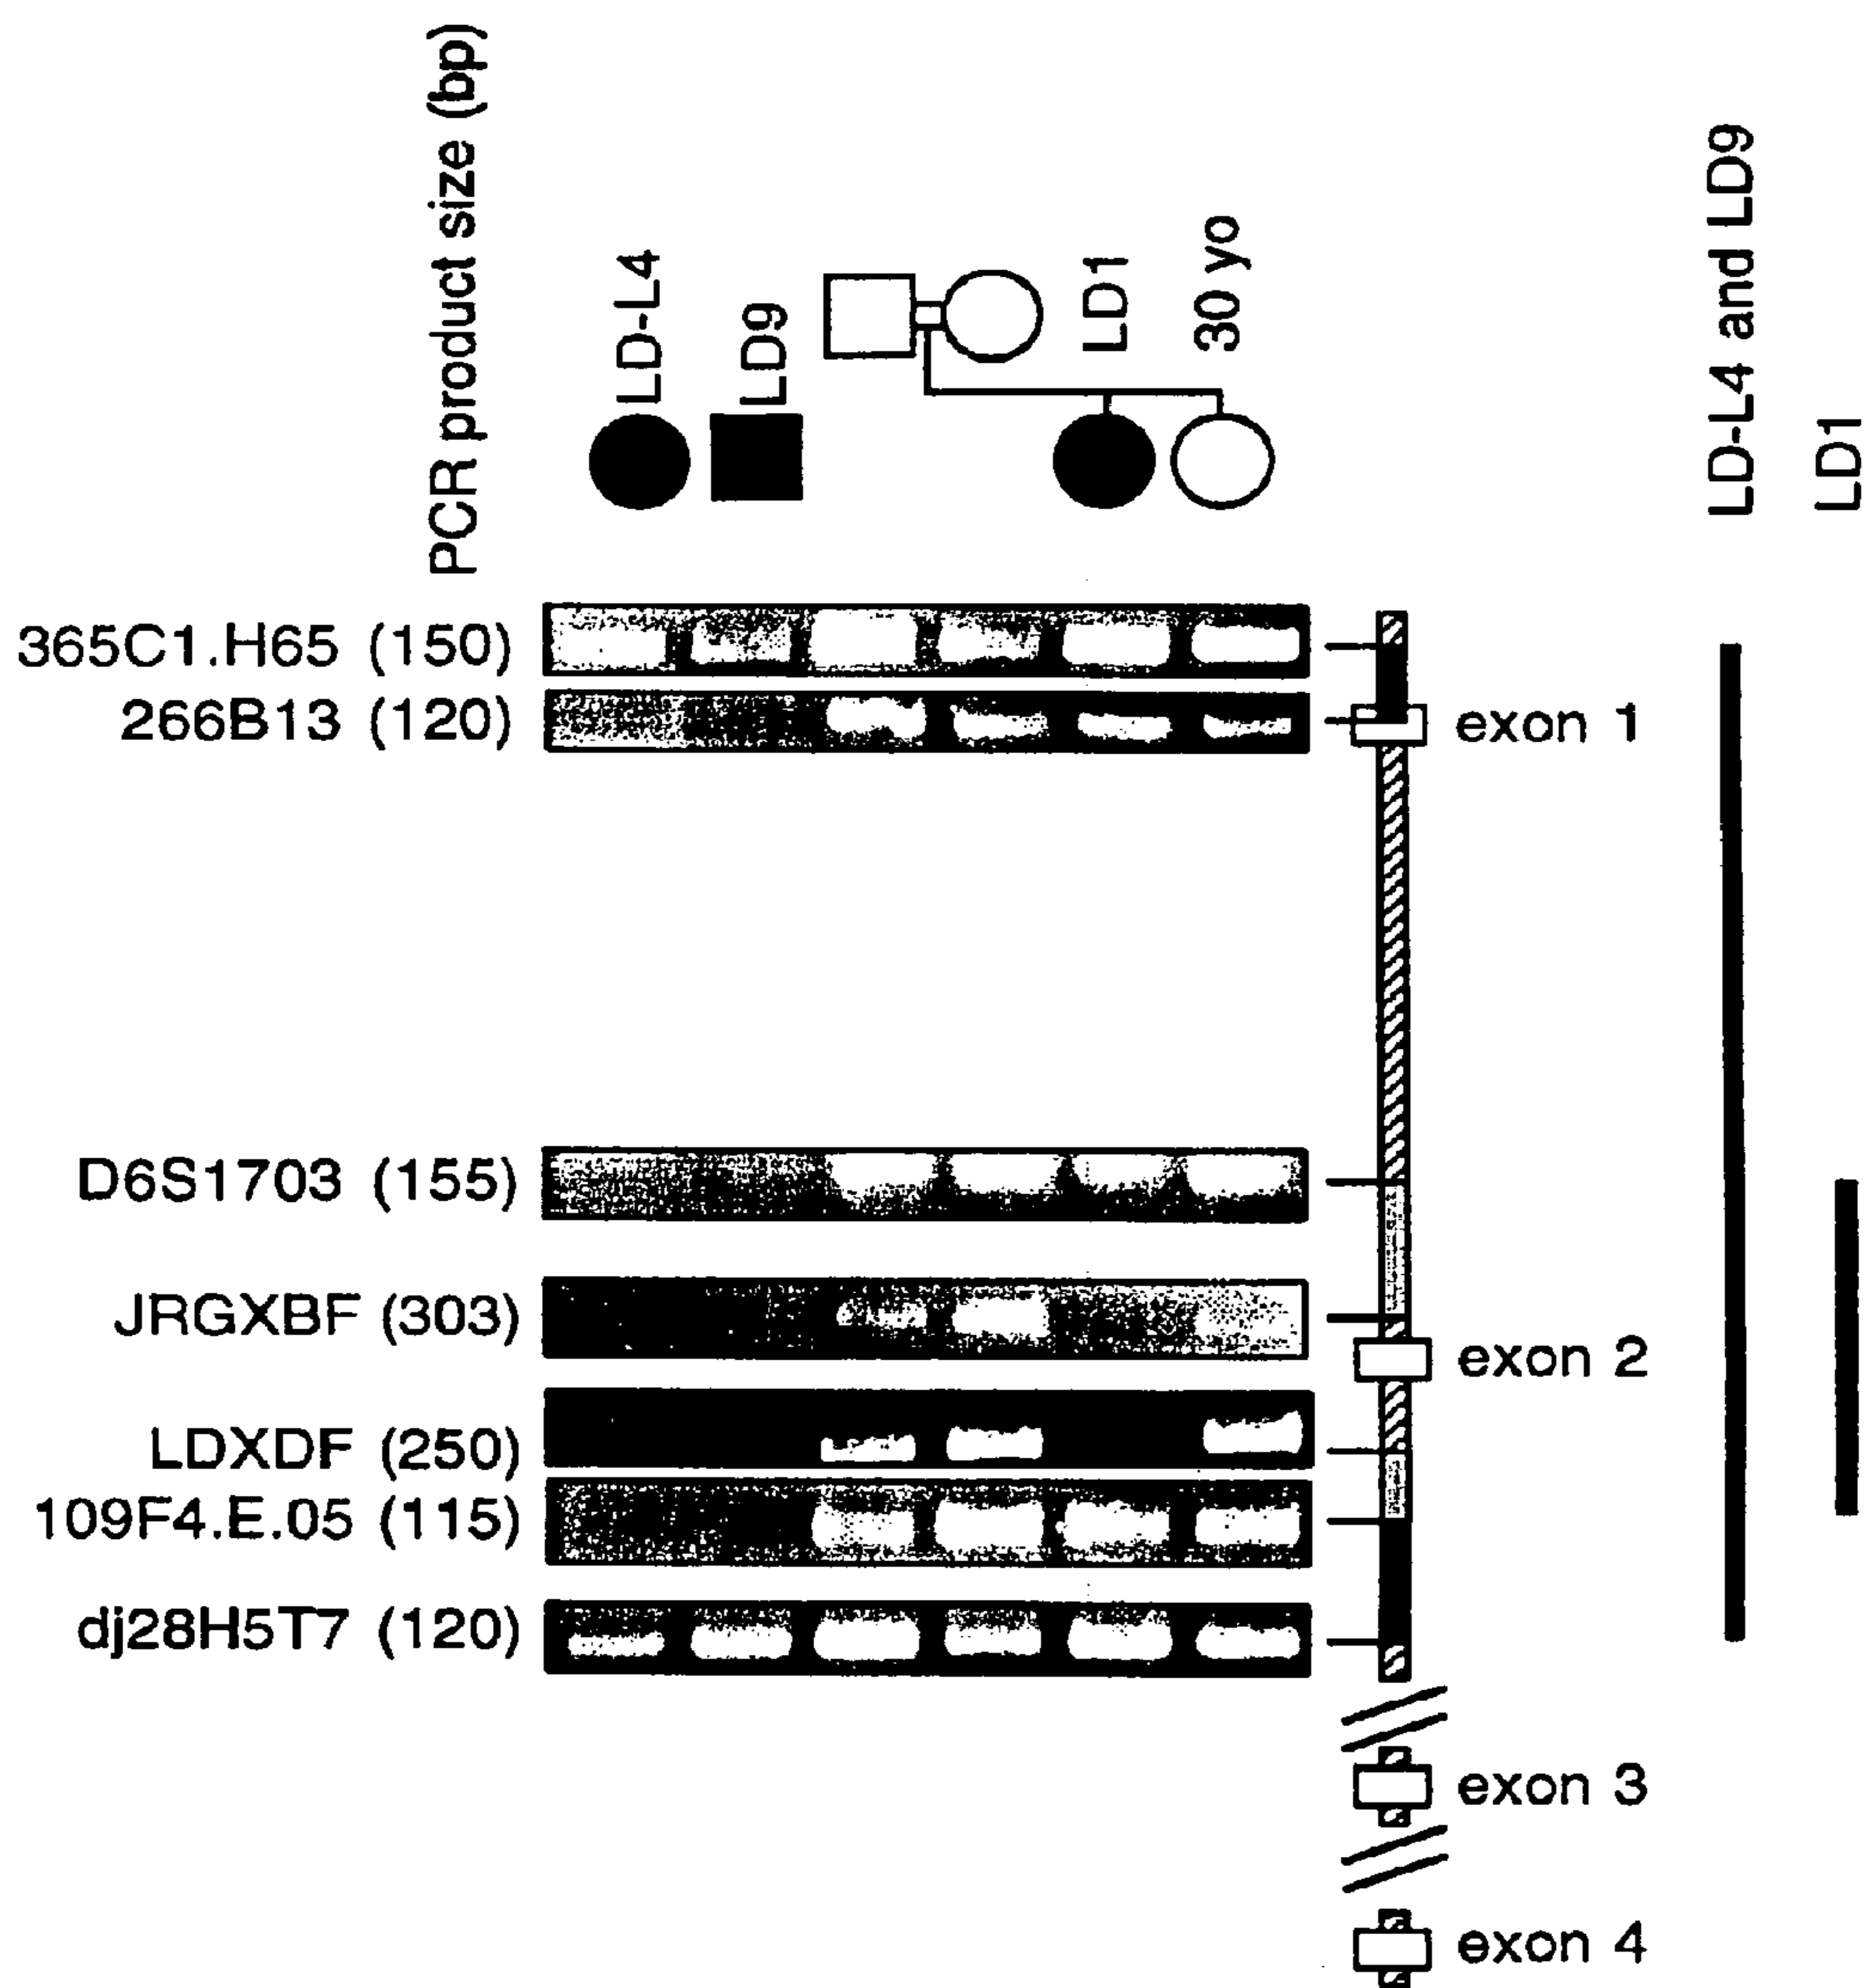 PCR product size (bp)
LD-L4
LD9
LD1
30 yo
LD-L4 and LD9
LD1
365C1.H65 (150)
266B13 (120)
exon 1
D6S1703 (155)
JRGXBF (303)
exon 2
LDXDF (250)
109F4.E.05 (115)
dj28H5T7 (120)
exon 3
exon 4